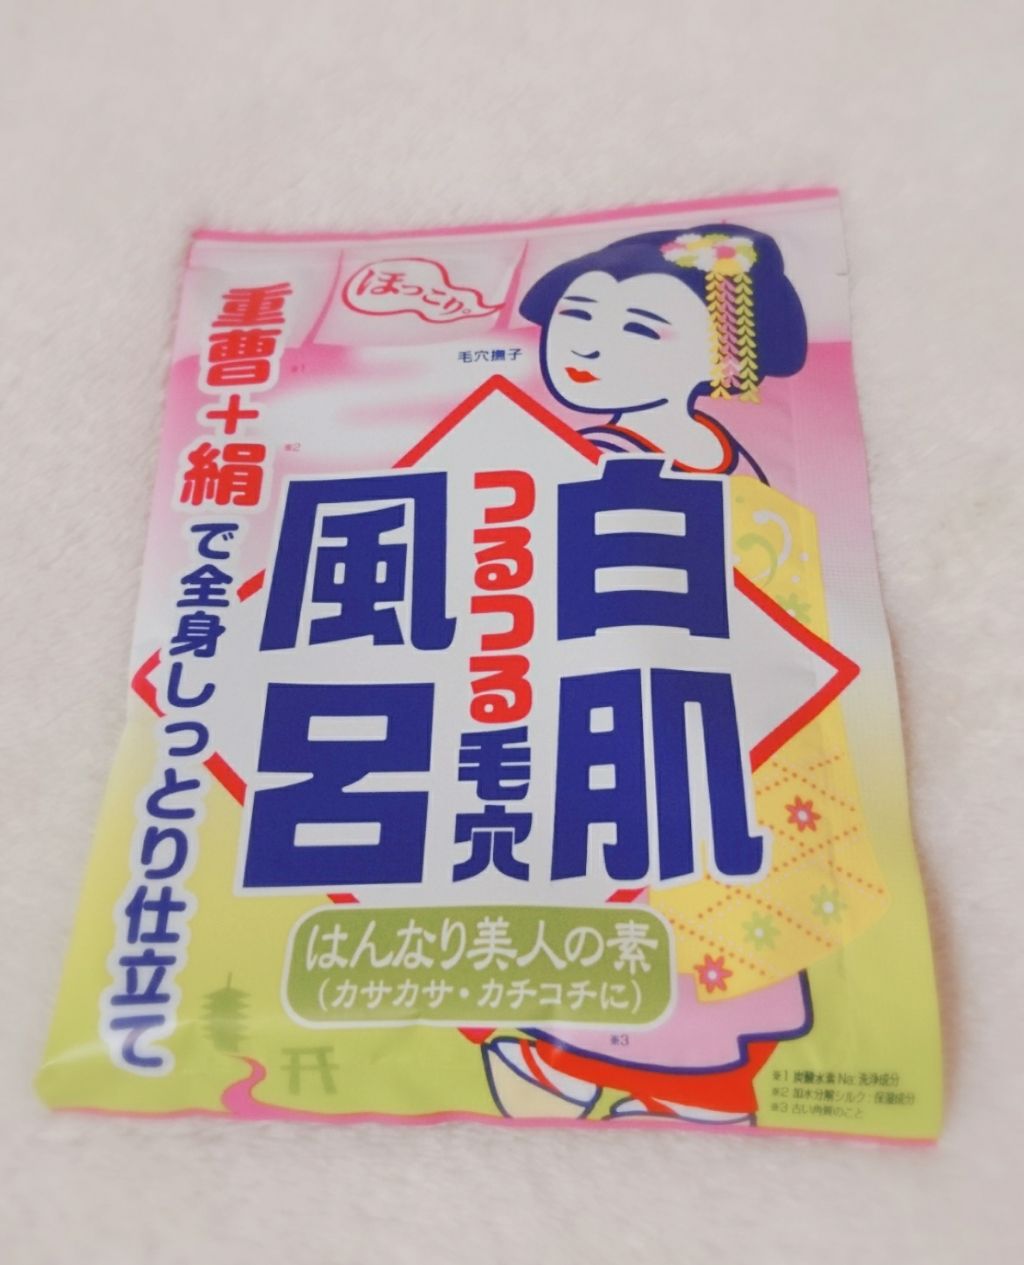 ほっこり。
毛穴撫子
重曹※1+絹※2で全身しっとり仕立て
白肌
つるつる毛穴
風呂
はんなり美人の素
(カサカサ・カチコチに)
※3
※1 炭酸水素Na:洗浄成分
※2 加水分解シルク:保湿成分
※3 古い角質のこと